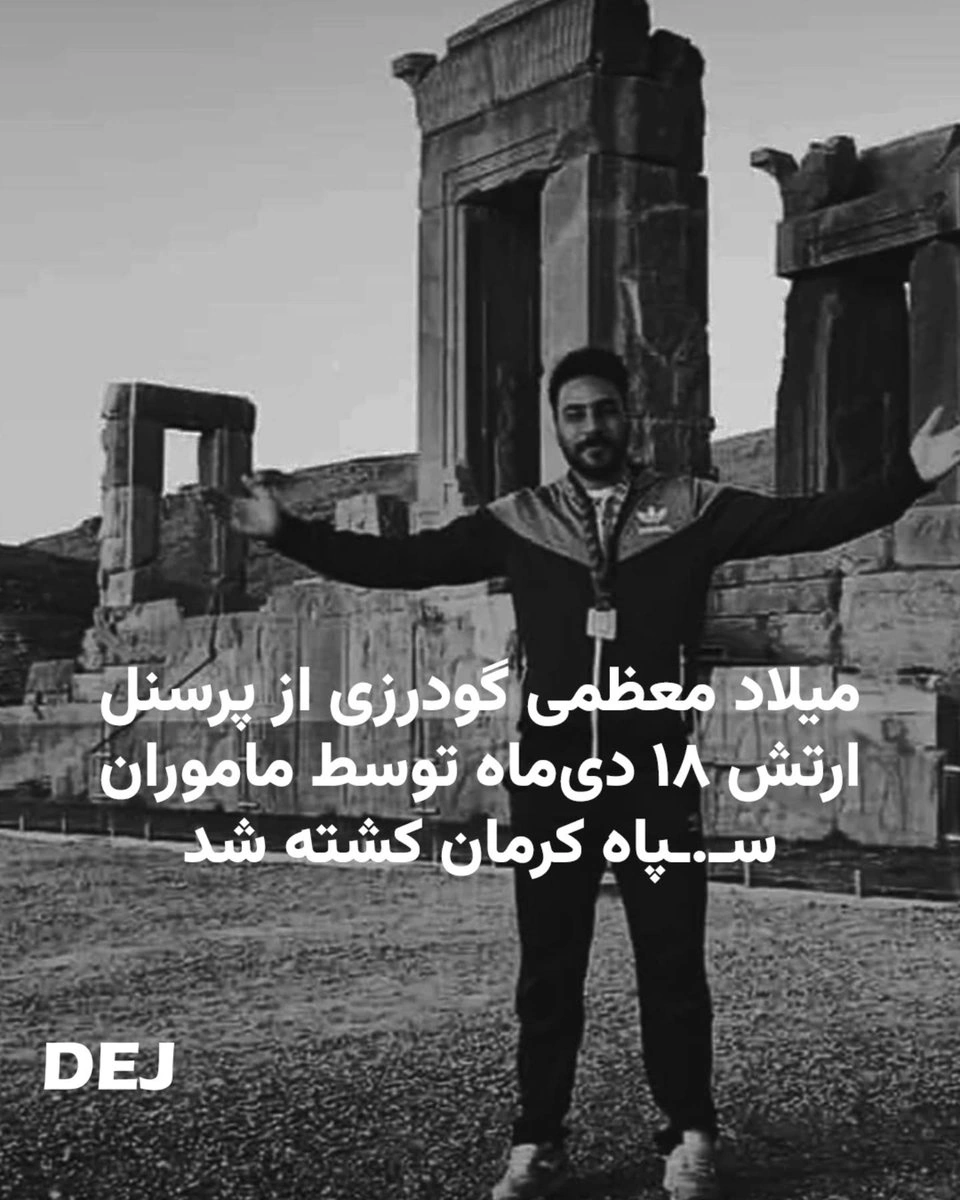 میلاد معظمی گودرزی از پرسنل
ارتش ۱۸ دی‌ماه توسط ماموران
سـ.ـپاه کرمان کشته شد
DEJ